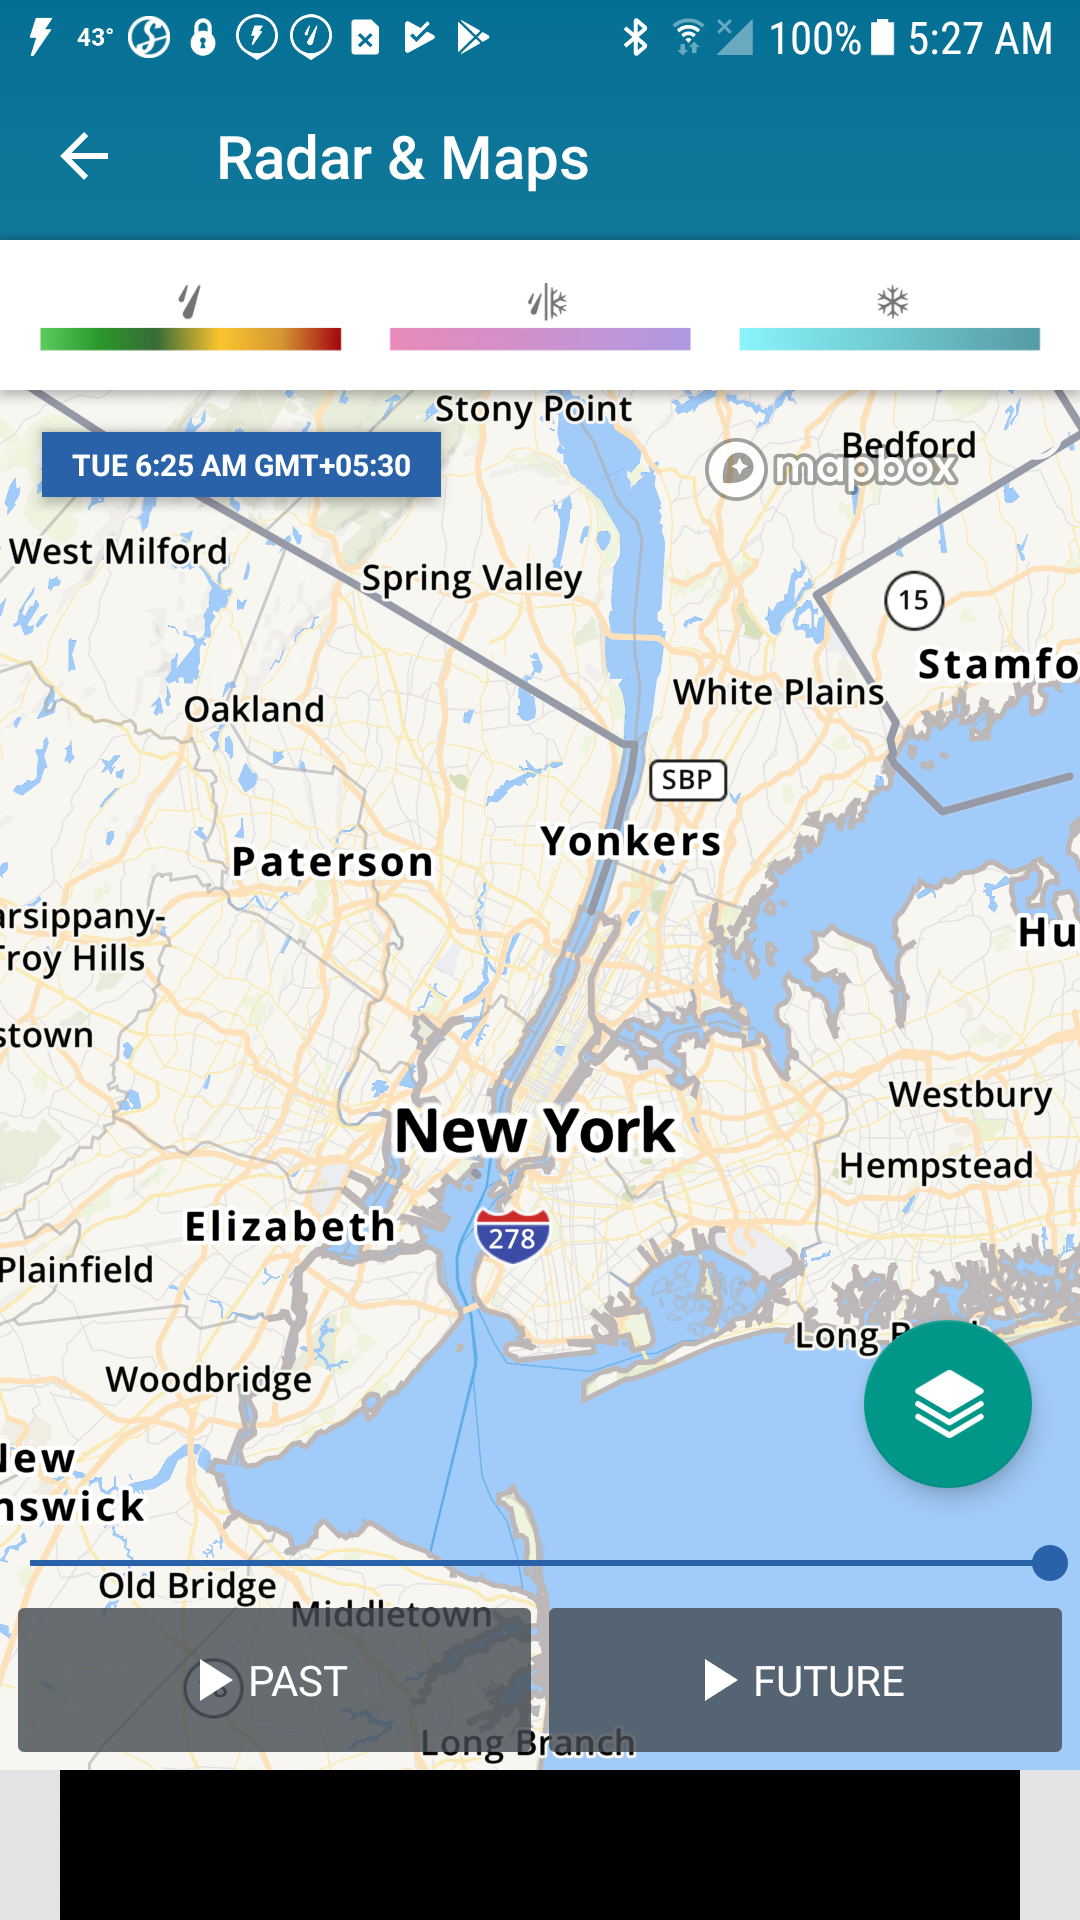 43°
100%
5:27 AM
Radar & Maps
Stony Point
Bedford
TUE 6:25 AM GMT+05:30
mapbox
West Milford
Spring Valley
15
Stamfo
White Plains
Oakland
SBP
Yonkers
Paterson
arsippany-
Troy Hills
Hu
stown
Westbury
New York
Hempstead
Elizabeth
278
Plainfield
Long
Woodbridge
New
nswick
Old Bridge
Middletown
PAST
FUTURE
Long Branch